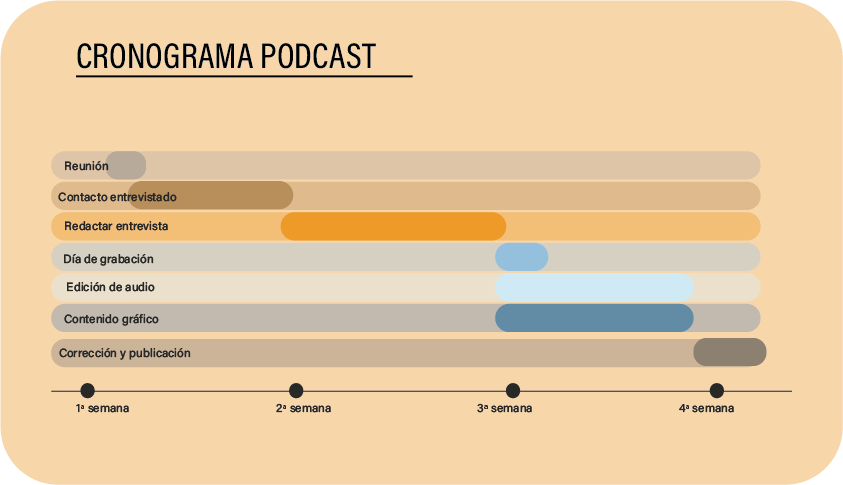 CRONOGRAMA PODCAST
Reunión
Contacto entrevistado
Redactar entrevista
Día de grabación
Edición de audio
Contenido gráfico
Corrección y publicación
1ª semana
2ª semana
3ª semana
4ª semana